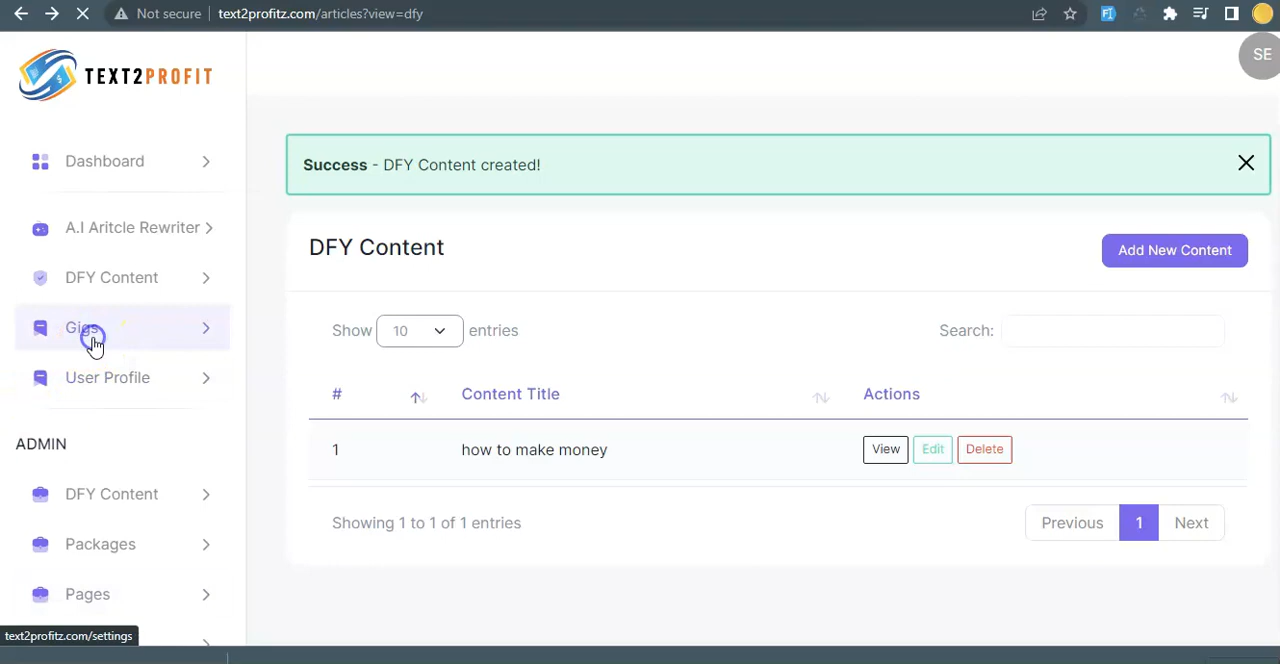 Not secure
text2profitz.com/articles?view=dfy
SE
TEXT2PROFIT
Dashboard
A.I Aritcle Rewriter
DFY Content
Gigs
User Profile
ADMIN
DFY Content
Packages
Pages
text2profitz.com/settings
Success - DFY Content created!
DFY Content
Add New Content
Show 10 entries
Search:
# Content Title Actions
1 how to make money View Edit Delete
Showing 1 to 1 of 1 entries
Previous 1 Next